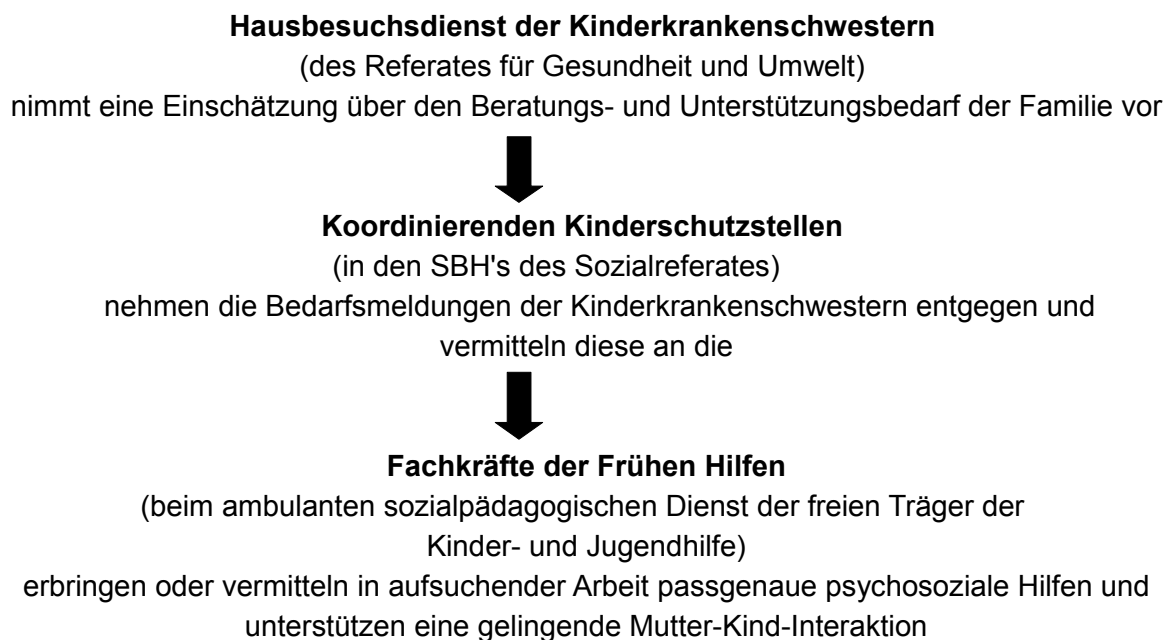 Hausbesuchsdienst der Kinderkrankenschwestern
(des Referates für Gesundheit und Umwelt)
nimmt eine Einschätzung über den Beratungs- und Unterstützungsbedarf der Familie vor
Koordinierenden Kinderschutzstellen
(in den SBH's des Sozialreferates)
nehmen die Bedarfsmeldungen der Kinderkrankenschwestern entgegen und
vermitteln diese an die
Fachkräfte der Frühen Hilfen
(beim ambulanten sozialpädagogischen Dienst der freien Träger der
Kinder- und Jugendhilfe)
erbringen oder vermitteln in aufsuchender Arbeit passgenaue psychosoziale Hilfen und
unterstützen eine gelingende Mutter-Kind-Interaktion